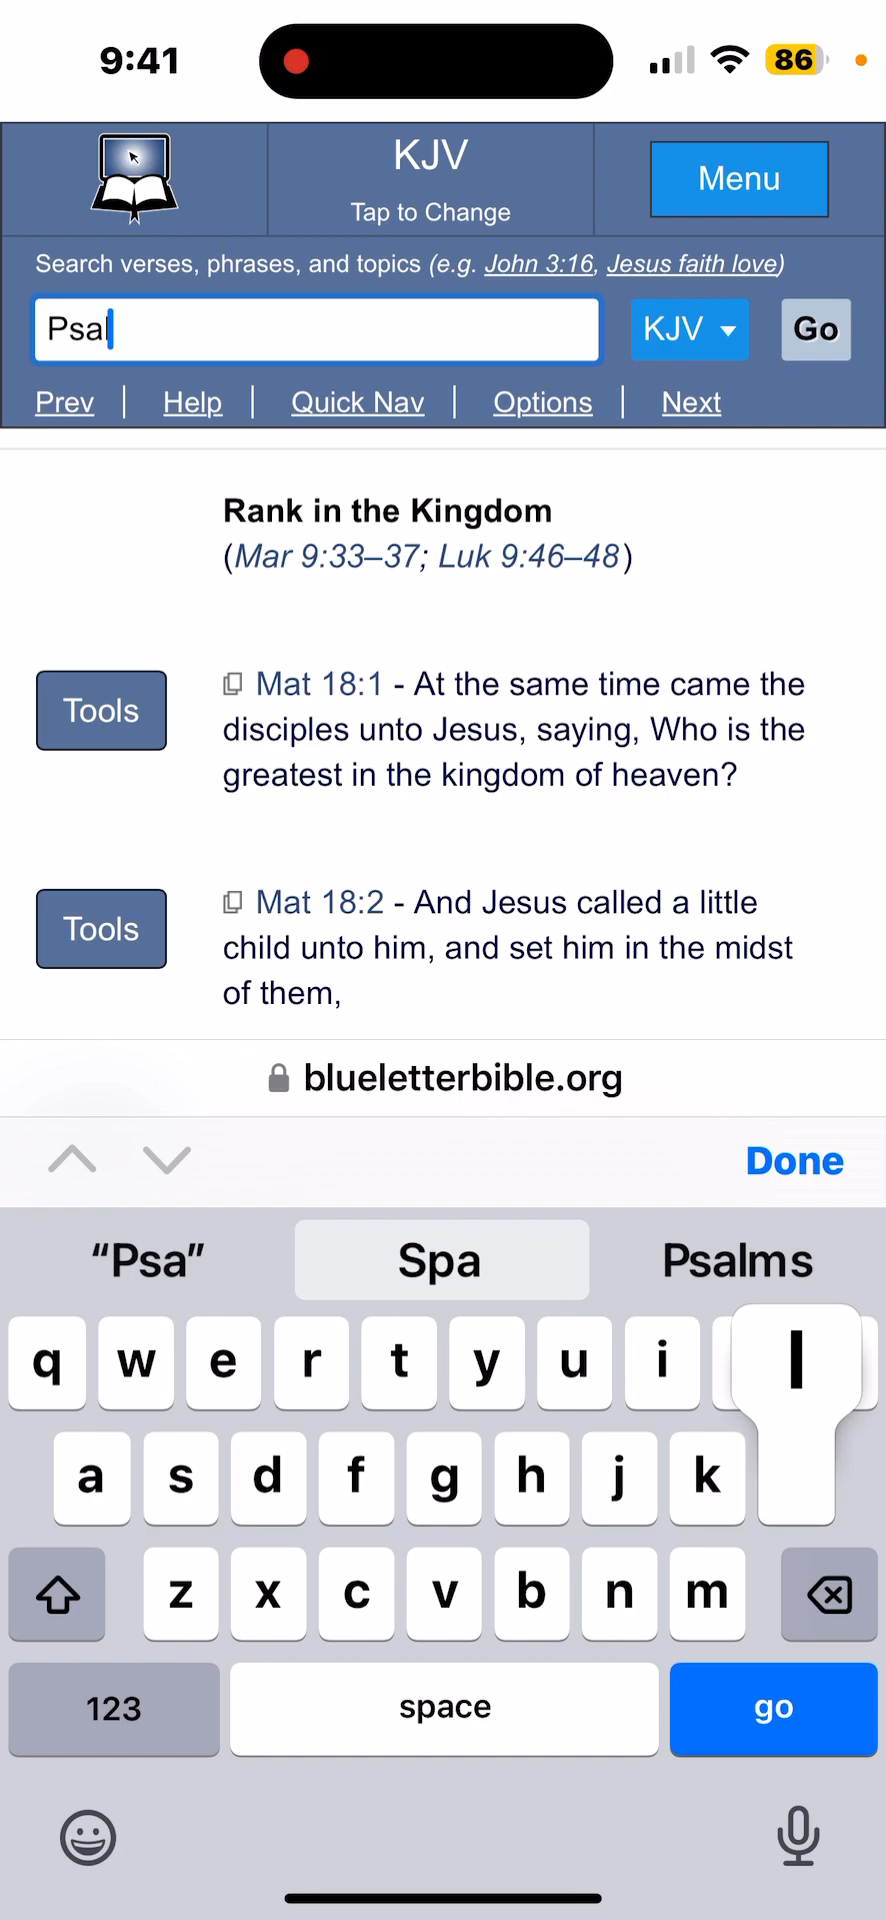 9:41
86
KJV
Tap to Change
Menu
Search verses, phrases, and topics (e.g. John 3:16, Jesus faith love)
Psal
KJV
Go
Prev | Help | Quick Nav | Options | Next
Rank in the Kingdom
(Mar 9:33–37; Luk 9:46–48)
Tools
Mat 18:1 - At the same time came the
disciples unto Jesus, saying, Who is the
greatest in the kingdom of heaven?
Tools
Mat 18:2 - And Jesus called a little
child unto him, and set him in the midst
of them,
blueletterbible.org
Done
“Psa” Spa Psalms
q w e r t y u i
a s d f g h j k l
z x c v b n m
123 space go